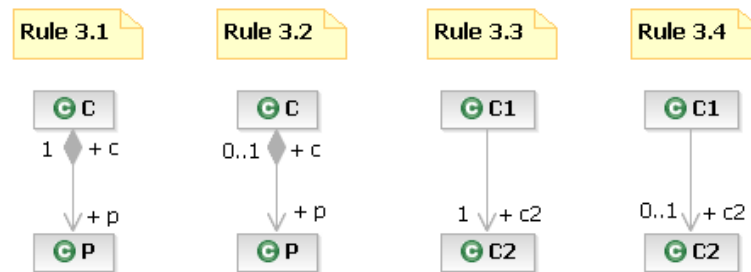 Rule 3.1 Rule 3.2 Rule 3.3 Rule 3.4
C C C1 C1
1 + c 0..1 + c
+ p + p 1 + c2 0..1 + c2
P P C2 C2